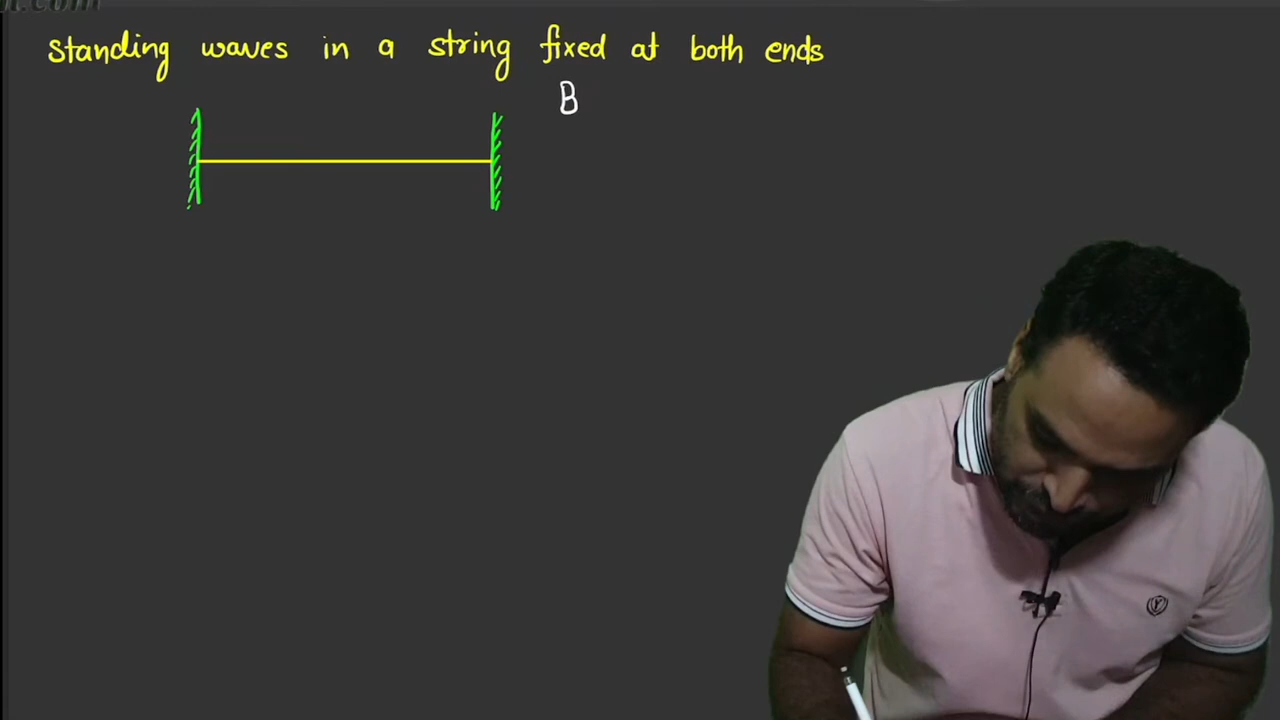 standing waves in a string fixed at both ends
B